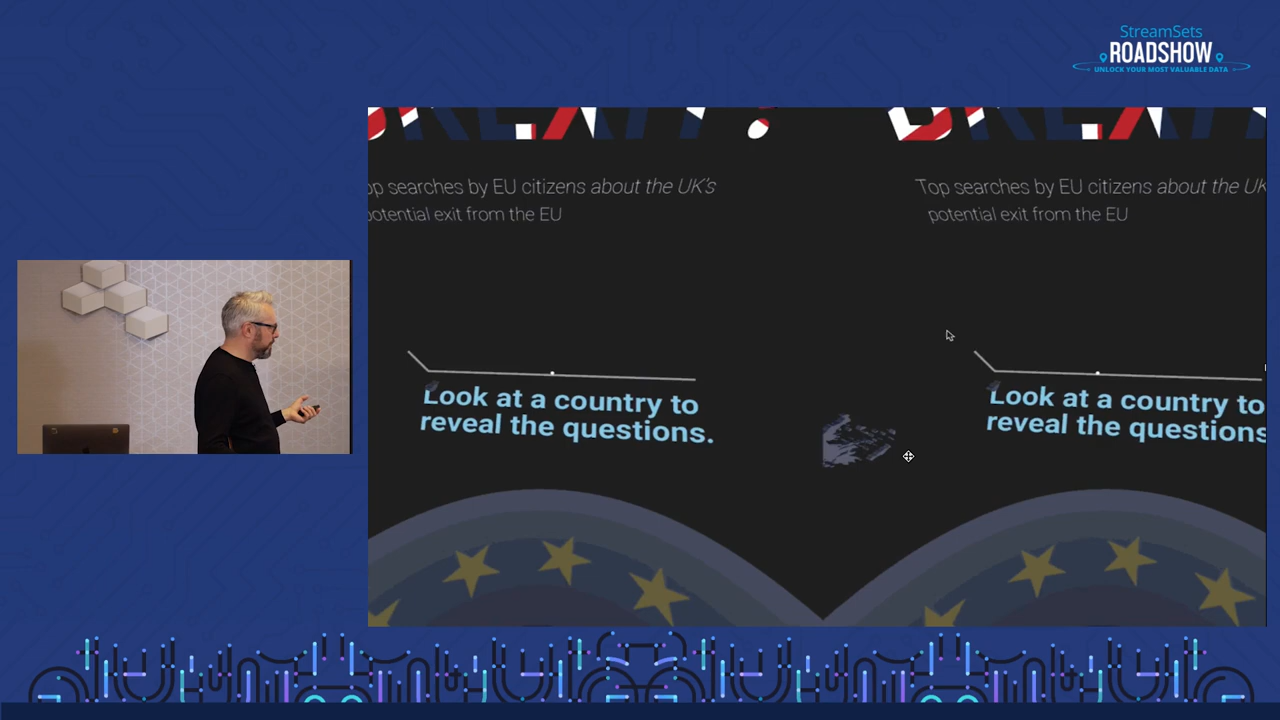 StreamSets
ROADSHOW
UNLOCK YOUR MOST VALUABLE DATA
BREXIT?
BREXIT
op searches by EU citizens about the UK's
potential exit from the EU
Top searches by EU citizens about the UK
potential exit from the EU
Look at a country to
reveal the questions.
Look at a country to
reveal the questions